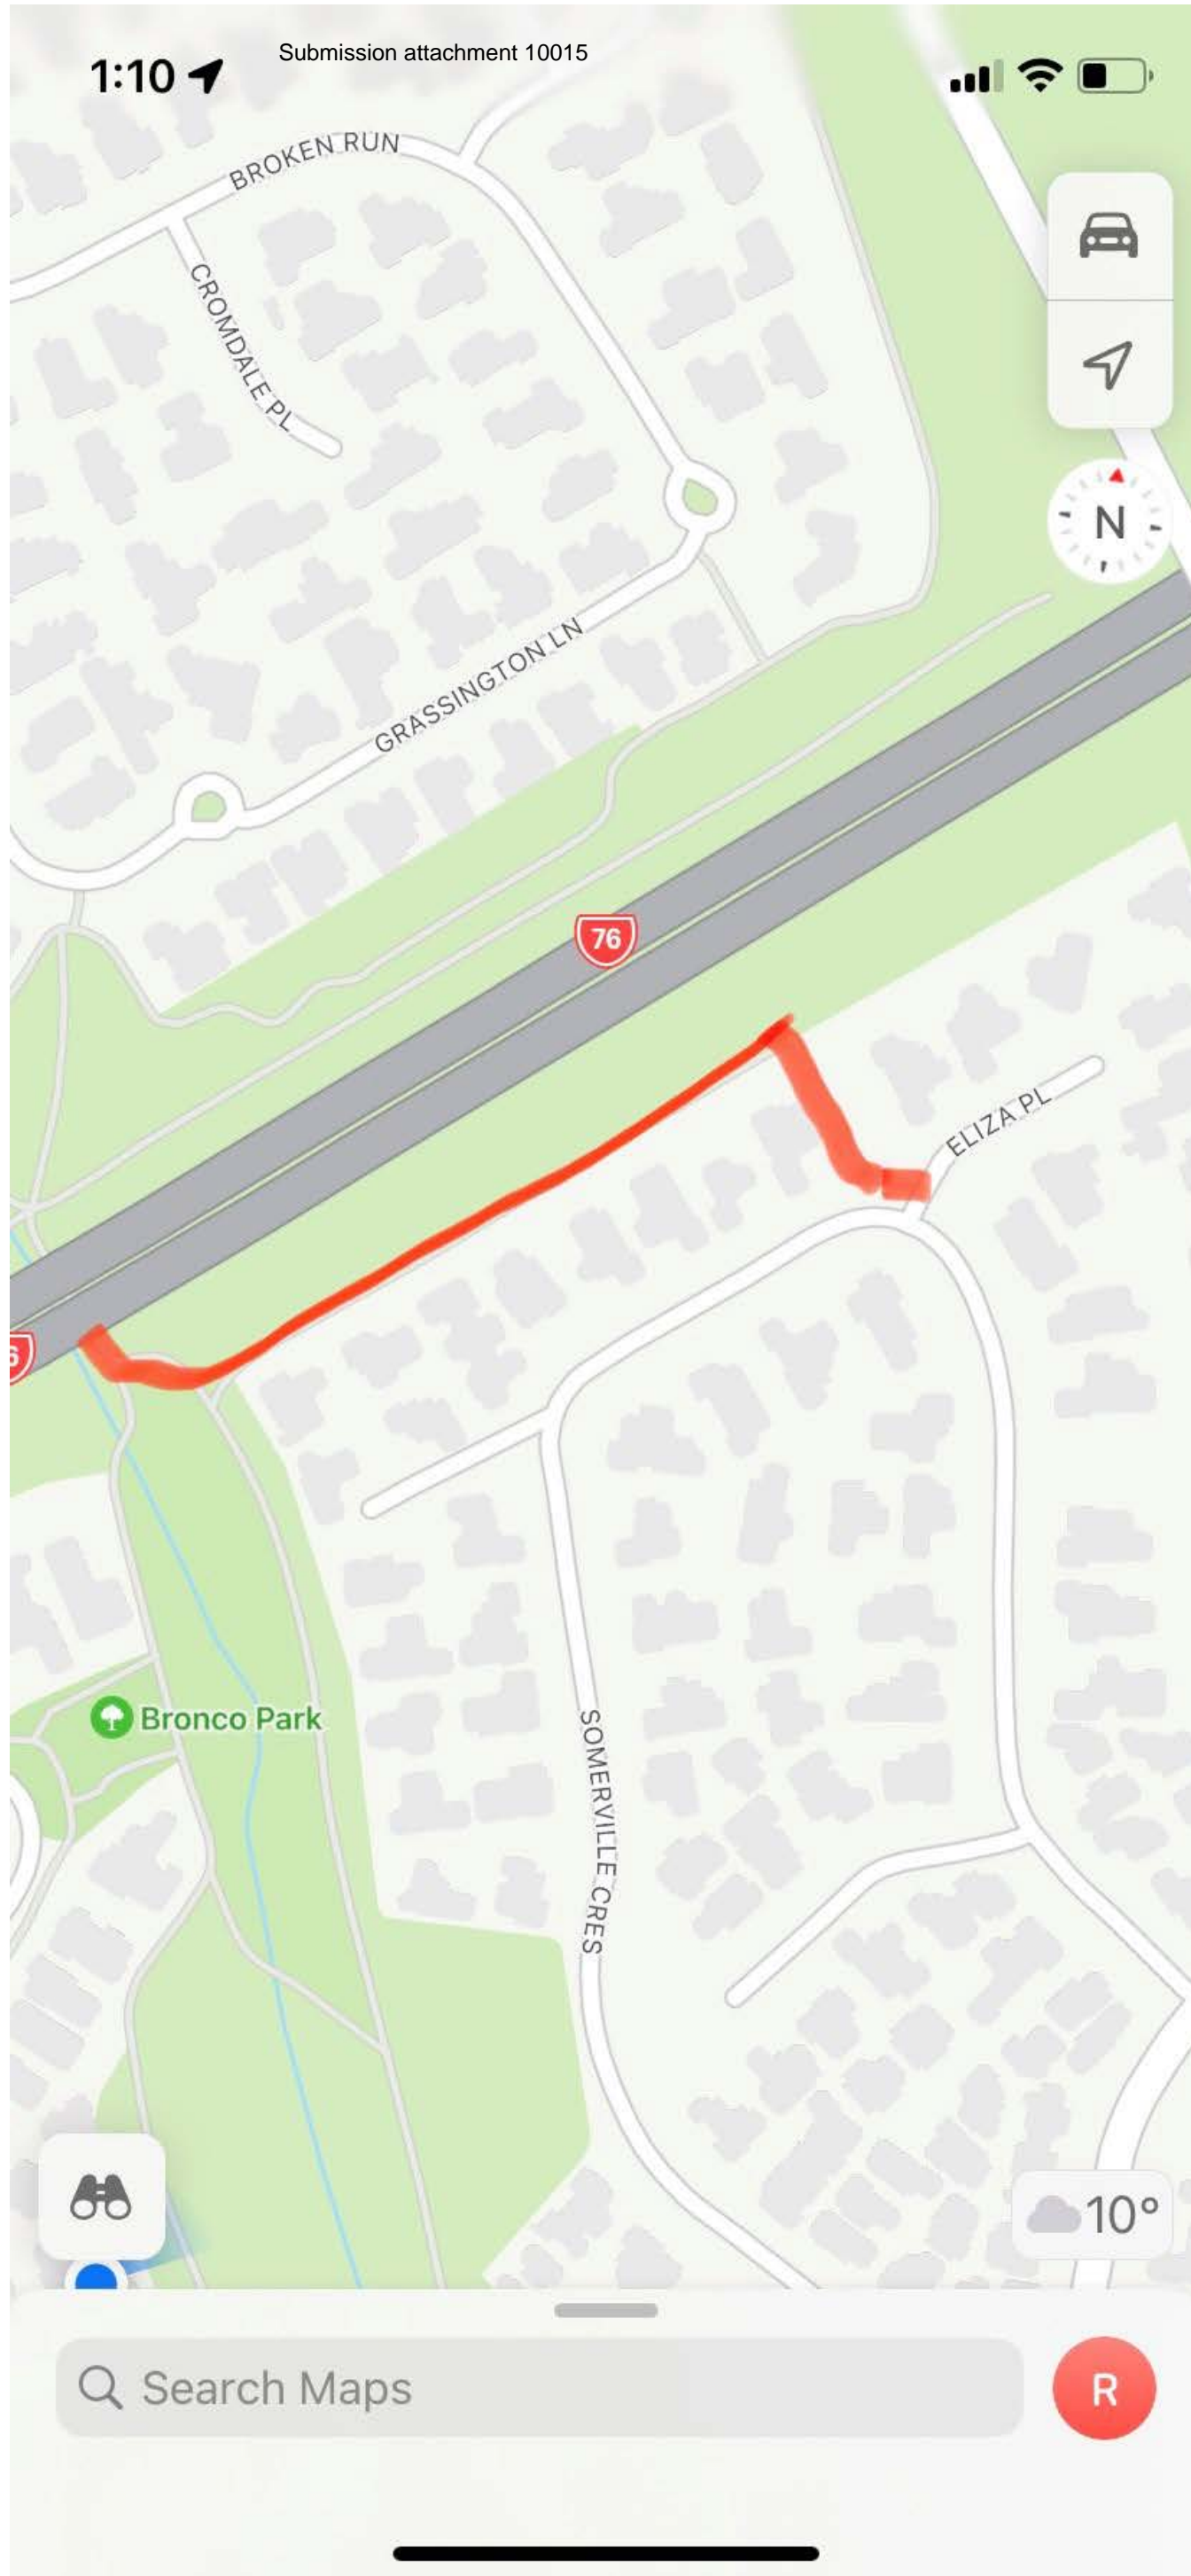 Submission attachment 10015
1:10
BROKEN RUN
CROMDALE PL
N
GRASSINGTON LN
76
ELIZA PL
6
Bronco Park
SOMERVILLE CRES
10°
Search Maps
R